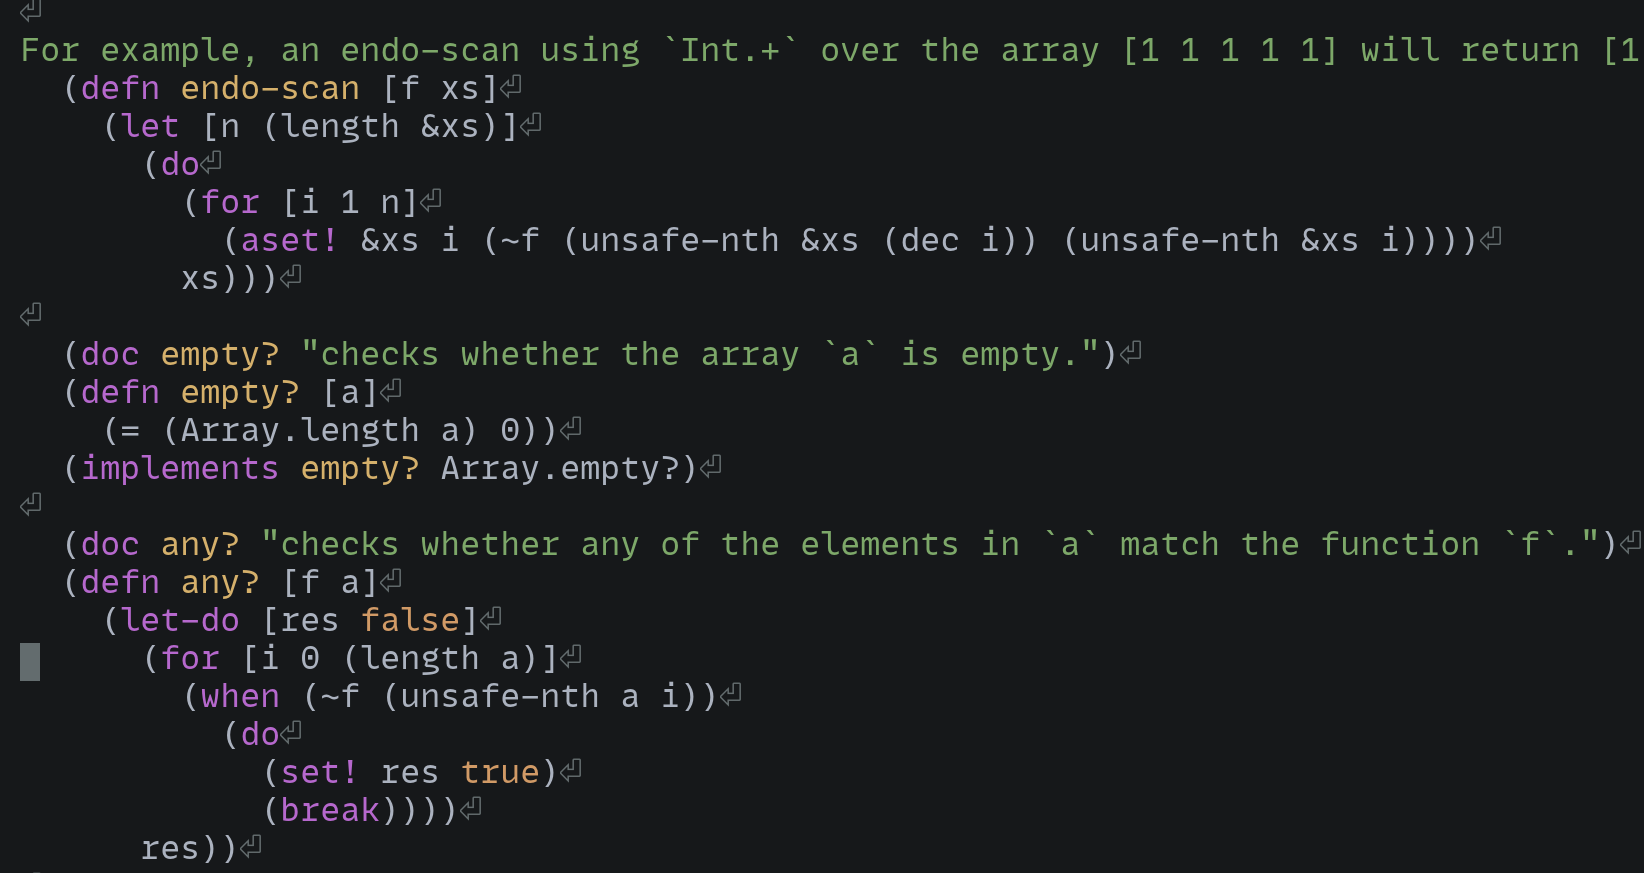 For example, an endo-scan using `Int.+` over the array [1 1 1 1 1] will return [1
(defn endo-scan [f xs]
(let [n (length &xs)]
(do
(for [i 1 n]
(aset! &xs i (~f (unsafe-nth &xs (dec i)) (unsafe-nth &xs i))))
xs)))
(doc empty? "checks whether the array `a` is empty.")
(defn empty? [a]
(= (Array.length a) 0))
(implements empty? Array.empty?)
(doc any? "checks whether any of the elements in `a` match the function `f`.")
(defn any? [f a]
(let-do [res false]
(for [i 0 (length a)]
(when (~f (unsafe-nth a i))
(do
(set! res true)
(break))))
res))